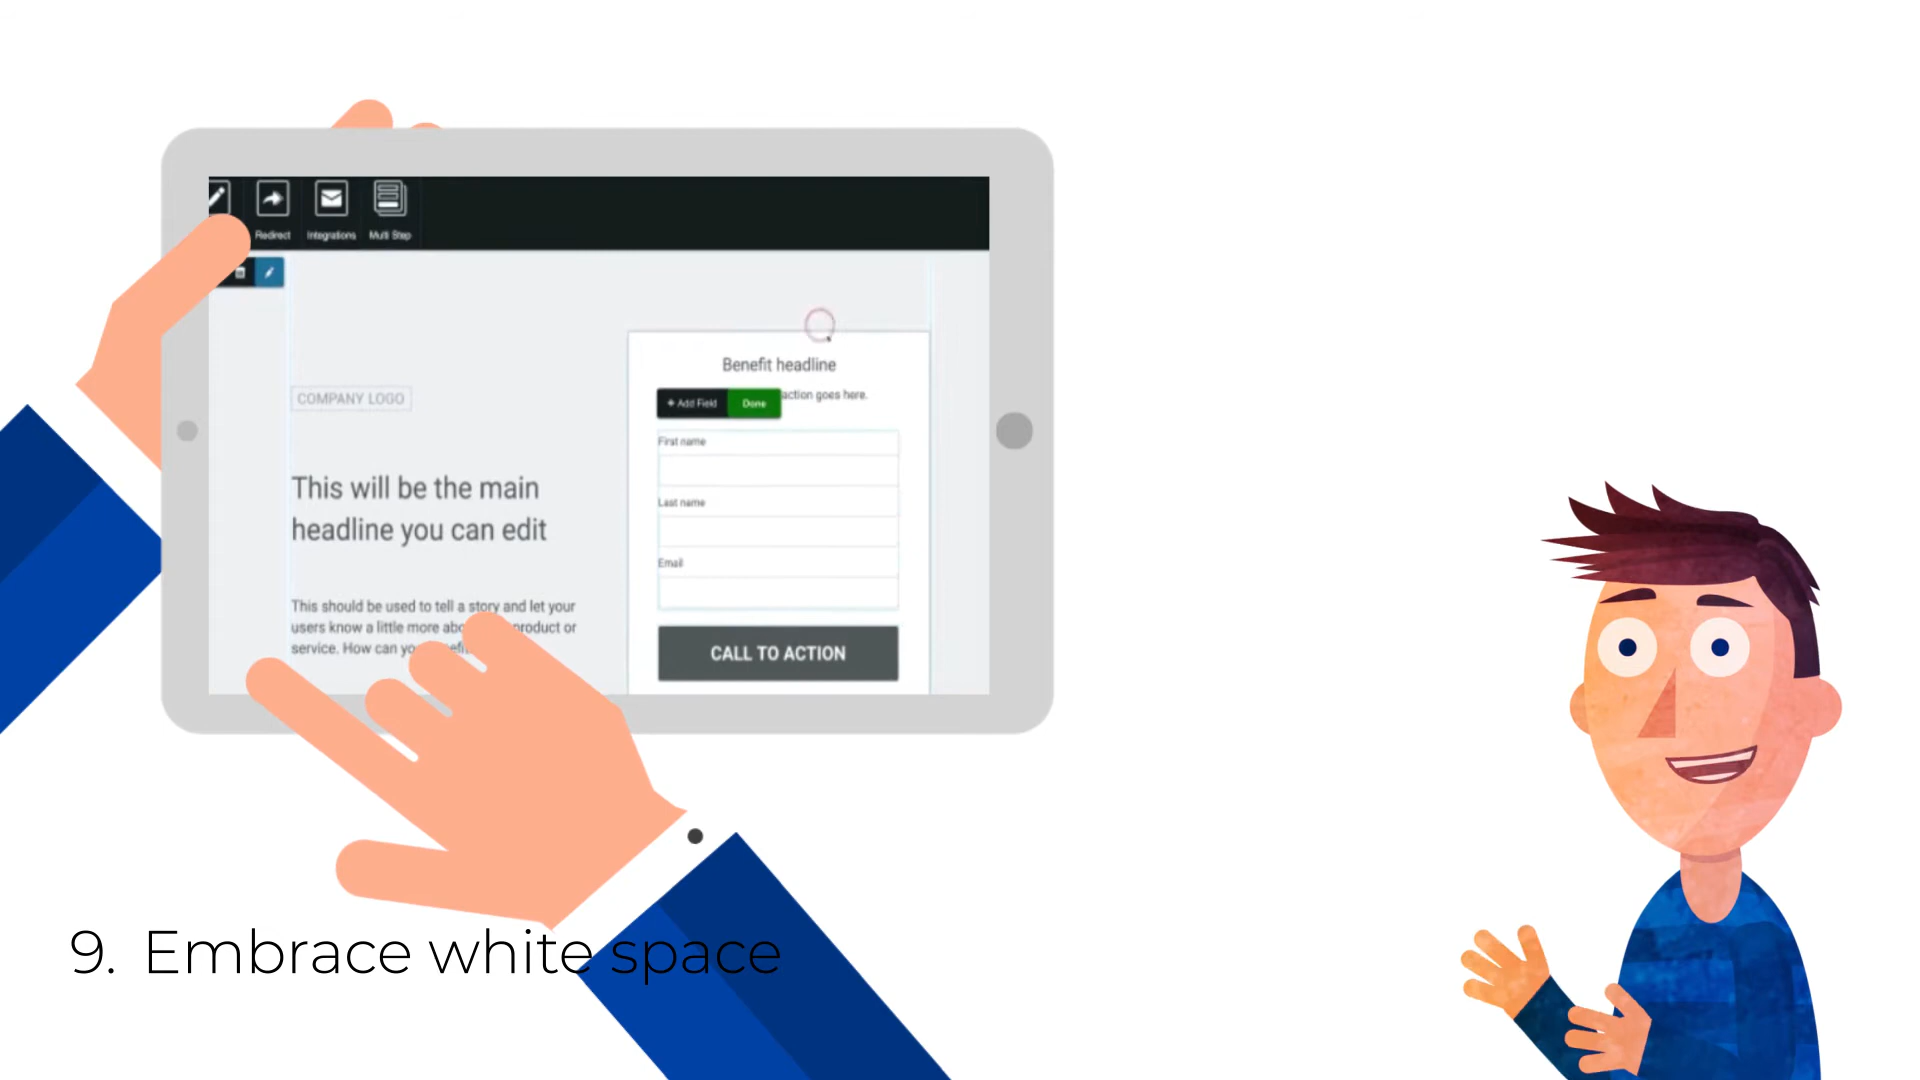 Redirect Integrations Multi Step
COMPANY LOGO
This will be the main
headline you can edit
This should be used to tell a story and let your
users know a little more product or
service. How can
Benefit headline
action goes here.
+ Add Field Done
First name
Last name
Email
CALL TO ACTION
9. Embrace white space